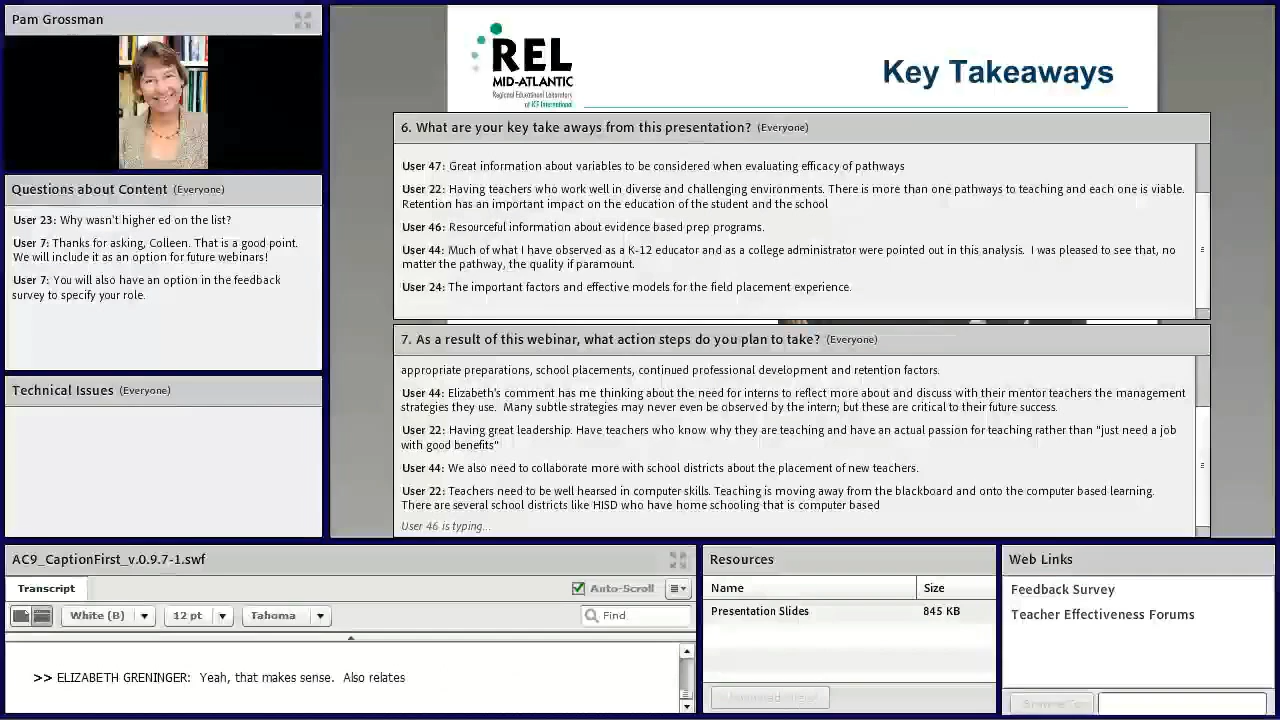 Pam Grossman
Questions about Content (Everyone)
User 23: Why wasn't higher ed on the list?
User 7: Thanks for asking, Colleen. That is a good point.
We will include it as an option for future webinars!
User 7: You will also have an option in the feedback
survey to specify your role.
Technical Issues (Everyone)
REL
MID-ATLANTIC
Regional Educational Laboratory
at ICF International
Key Takeaways
6. What are your key take aways from this presentation? (Everyone)
User 47: Great information about variables to be considered when evaluating efficacy of pathways
User 22: Having teachers who work well in diverse and challenging environments. There is more than one pathways to teaching and each one is viable.
Retention has an important impact on the education of the student and the school
User 46: Resourceful information about evidence based prep programs.
User 44: Much of what I have observed as a K-12 educator and as a college administrator were pointed out in this analysis. I was pleased to see that, no
matter the pathway, the quality if paramount.
User 24: The important factors and effective models for the field placement experience.
7. As a result of this webinar, what action steps do you plan to take? (Everyone)
appropriate preparations, school placements, continued professional development and retention factors.
User 44: Elizabeth's comment has me thinking about the need for interns to reflect more about and discuss with their mentor teachers the management
strategies they use. Many subtle strategies may never even be observed by the intern; but these are critical to their future success.
User 22: Having great leadership. Have teachers who know why they are teaching and have an actual passion for teaching rather than "just need a job
with good benefits"
User 44: We also need to collaborate more with school districts about the placement of new teachers.
User 22: Teachers need to be well hearsed in computer skills. Teaching is moving away from the blackboard and onto the computer based learning.
There are several school districts like HISD who have home schooling that is computer based
User 46 is typing...
AC9_CaptionFirst_v.0.9.7-1.swf
Transcript
Auto-Scroll
White (B) 12 pt Tahoma Find
>> ELIZABETH GRENINGER: Yeah, that makes sense. Also relates
Resources
Name Size
Presentation Slides 845 KB
Web Links
Feedback Survey
Teacher Effectiveness Forums
Browse To